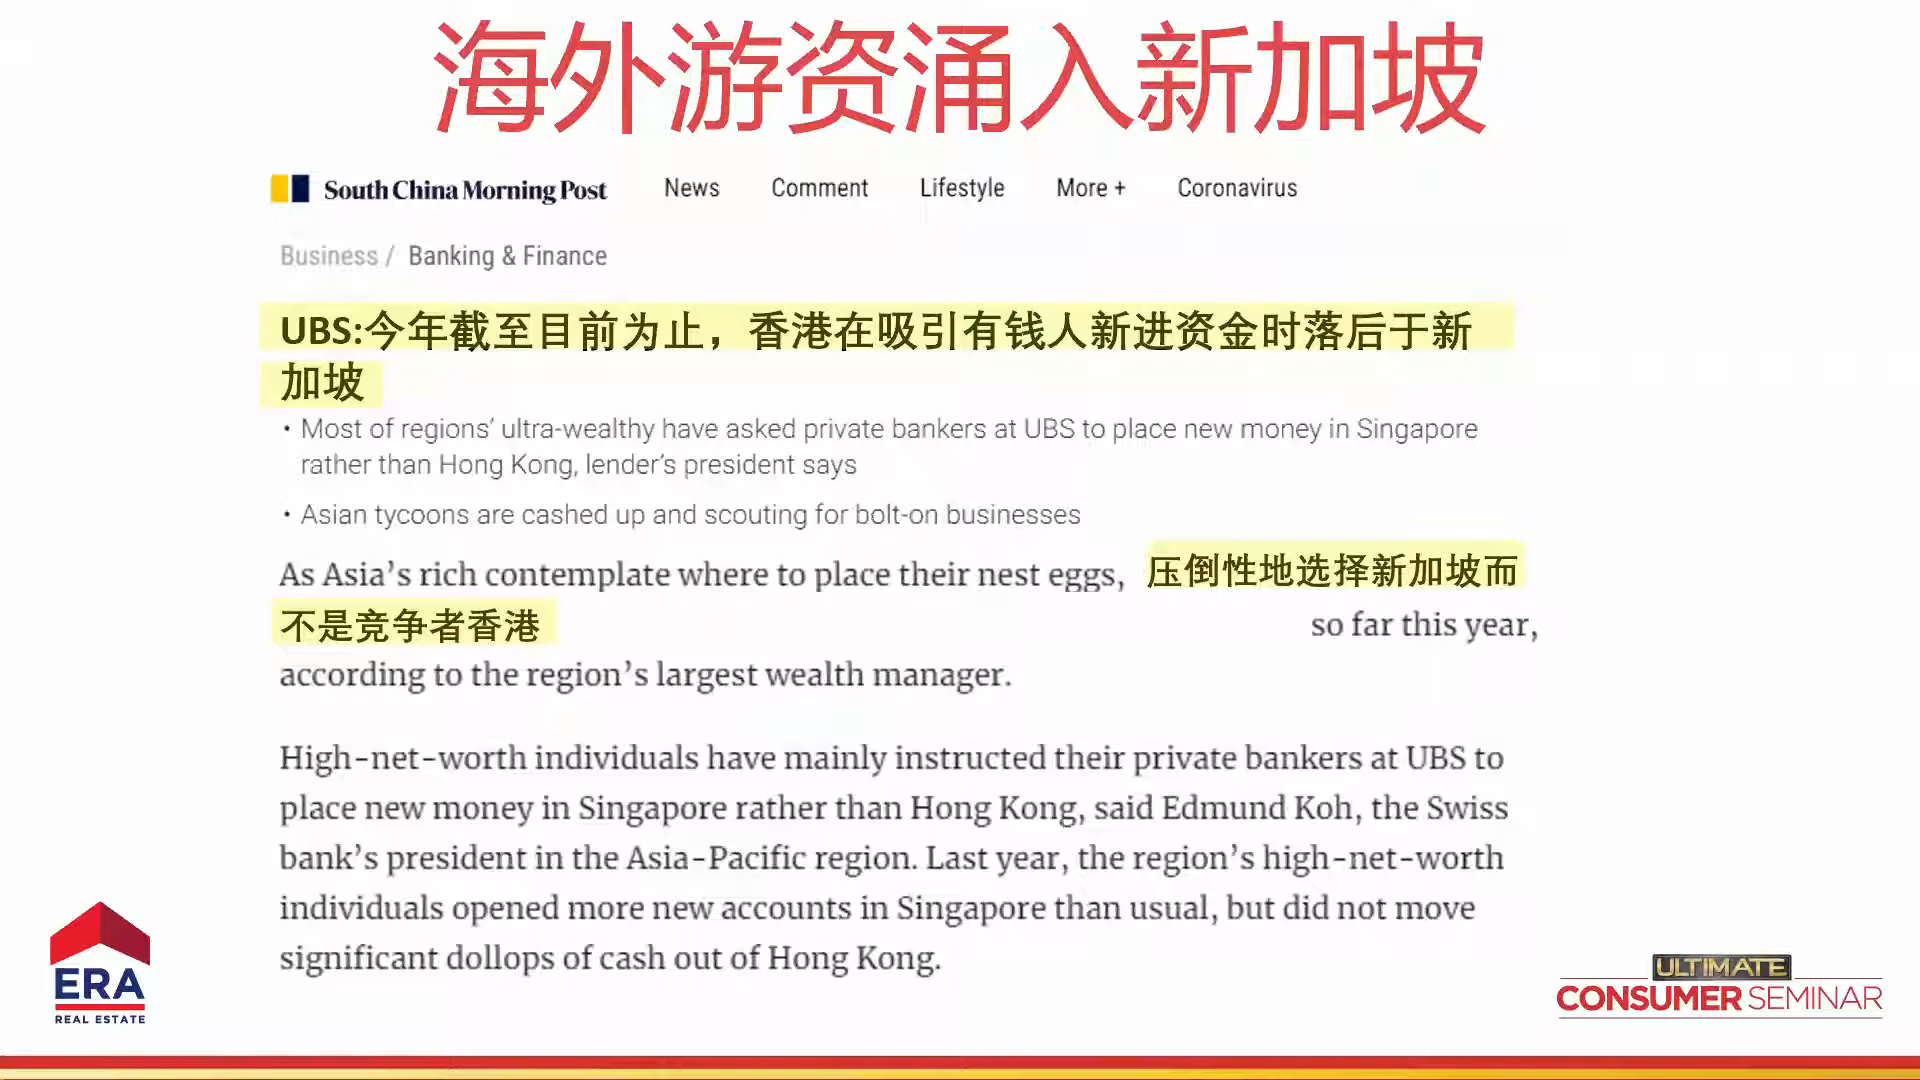 海外游资涌入新加坡
South China Morning Post News Comment Lifestyle More + Coronavirus
Business / Banking & Finance
UBS:今年截至目前为止，香港在吸引有钱人新进资金时落后于新
加坡
• Most of regions’ ultra-wealthy have asked private bankers at UBS to place new money in Singapore
rather than Hong Kong, lender’s president says
• Asian tycoons are cashed up and scouting for bolt-on businesses
As Asia’s rich contemplate where to place their nest eggs, 压倒性地选择新加坡而
不是竞争者香港 so far this year,
according to the region’s largest wealth manager.
High-net-worth individuals have mainly instructed their private bankers at UBS to
place new money in Singapore rather than Hong Kong, said Edmund Koh, the Swiss
bank’s president in the Asia-Pacific region. Last year, the region’s high-net-worth
individuals opened more new accounts in Singapore than usual, but did not move
significant dollops of cash out of Hong Kong.
ERA
REAL ESTATE
ULTIMATE
CONSUMER SEMINAR